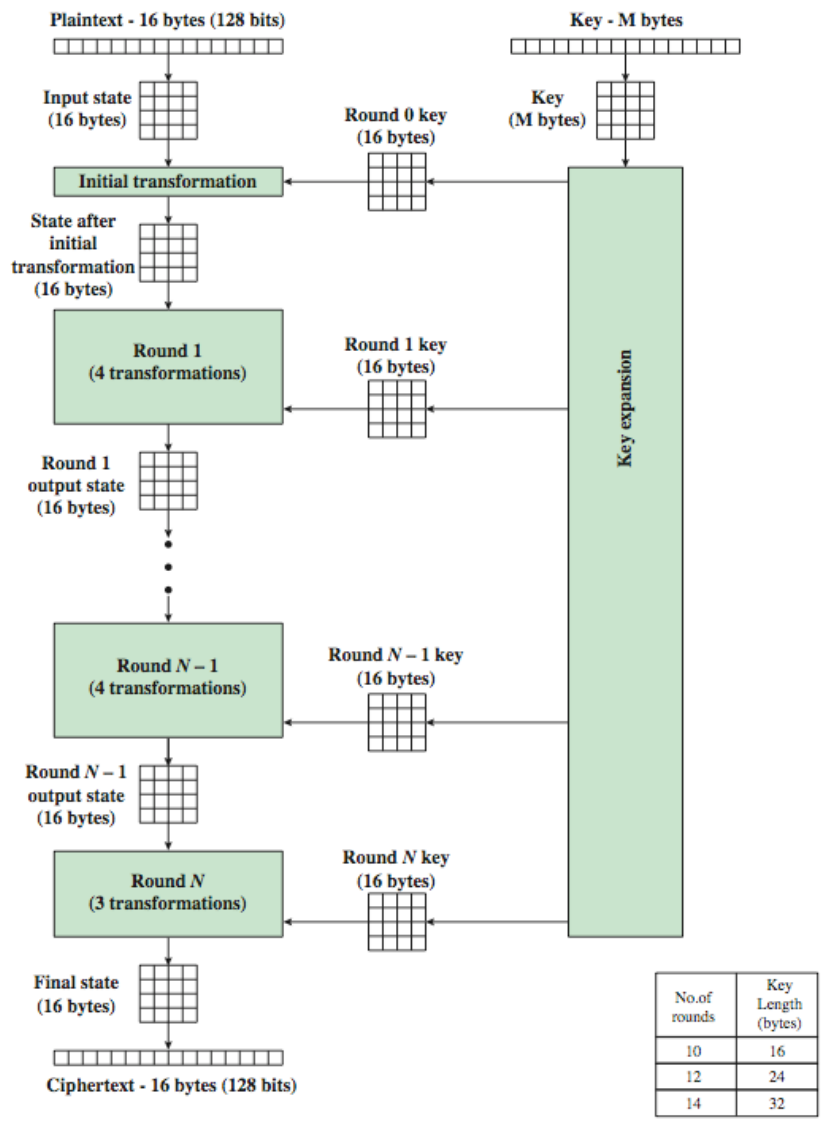 Plaintext - 16 bytes (128 bits)
Key - M bytes
Input state
(16 bytes)
Key
(M bytes)
Round 0 key
(16 bytes)
Initial transformation
State after
initial
transformation
(16 bytes)
Round 1
(4 transformations)
Round 1 key
(16 bytes)
Key expansion
Round 1
output state
(16 bytes)
Round N – 1
(4 transformations)
Round N – 1 key
(16 bytes)
Round N – 1
output state
(16 bytes)
Round N
(3 transformations)
Round N key
(16 bytes)
Final state
(16 bytes)
Ciphertext - 16 bytes (128 bits)
No.of
rounds
Key
Length
(bytes)
10 16
12 24
14 32